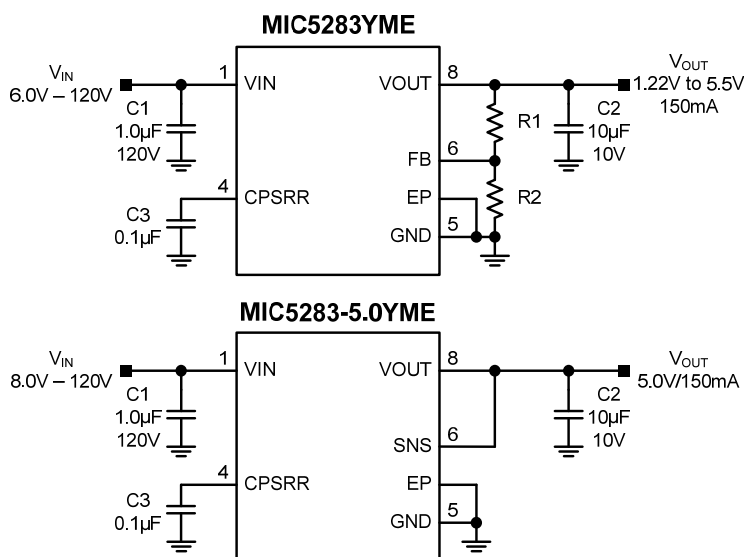 MIC5283YME
VIN
6.0V – 120V
C1
1.0µF
120V
1
VIN
VOUT
8
VOUT
1.22V to 5.5V
150mA
C2
10µF
10V
R1
FB
6
R2
4
CPSRR
C3
0.1µF
EP
GND
5
MIC5283-5.0YME
VIN
8.0V – 120V
C1
1.0µF
120V
1
VIN
VOUT
8
VOUT
5.0V/150mA
C2
10µF
10V
SNS
6
4
CPSRR
C3
0.1µF
EP
GND
5